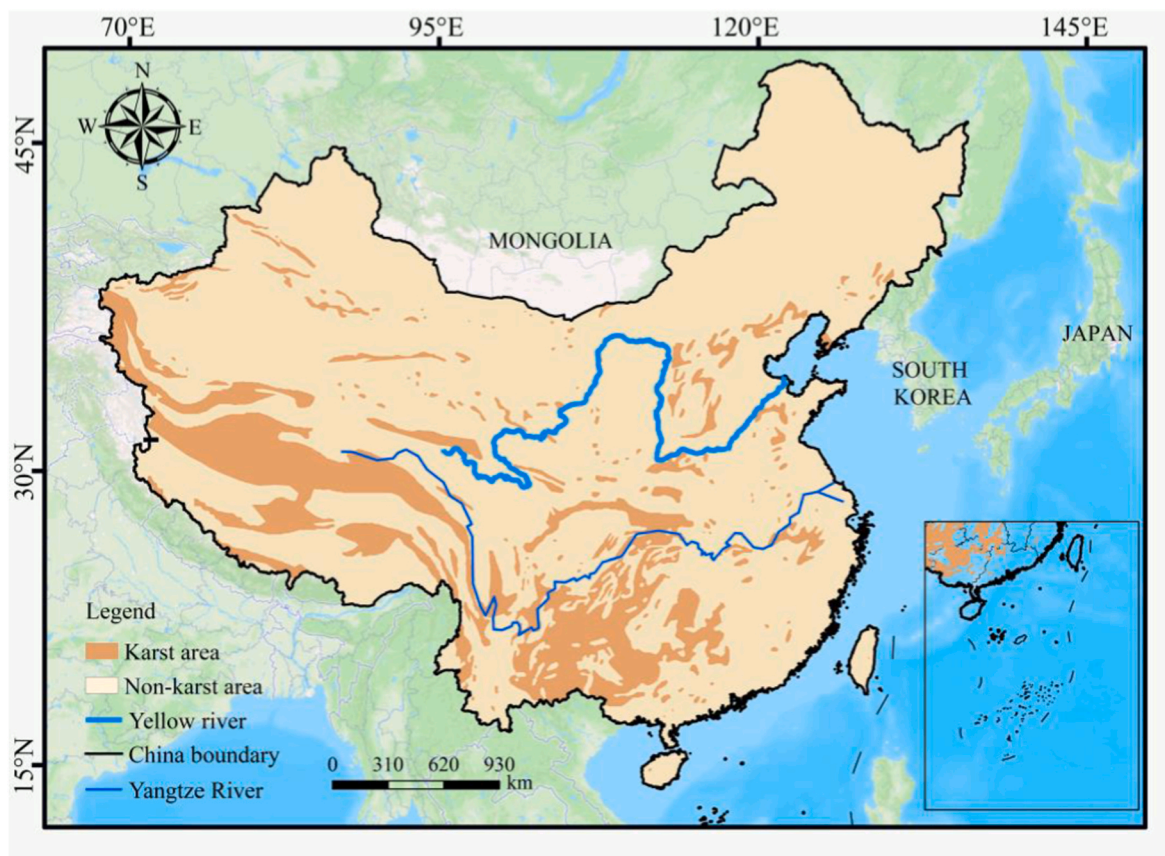 70°E 95°E 120°E 145°E
N
W E
S
45°N
30°N
15°N
MONGOLIA
JAPAN
SOUTH
KOREA
Legend
Karst area
Non-karst area
Yellow river
China boundary
Yangtze River
0 310 620 930
km